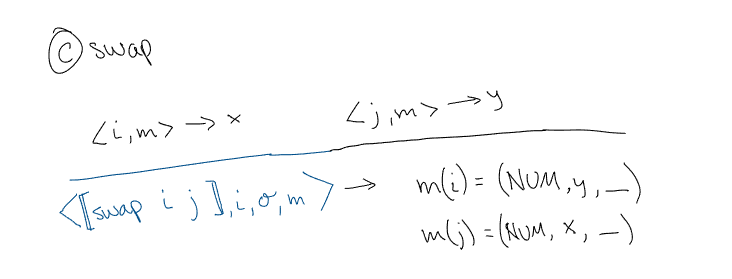 ⓒ swap
<i,m> → x <j,m> → y
<⟦swap i j⟧,i,σ,m> → m(i) = (NUM,y,_)
m(j) = (NUM, x, _)